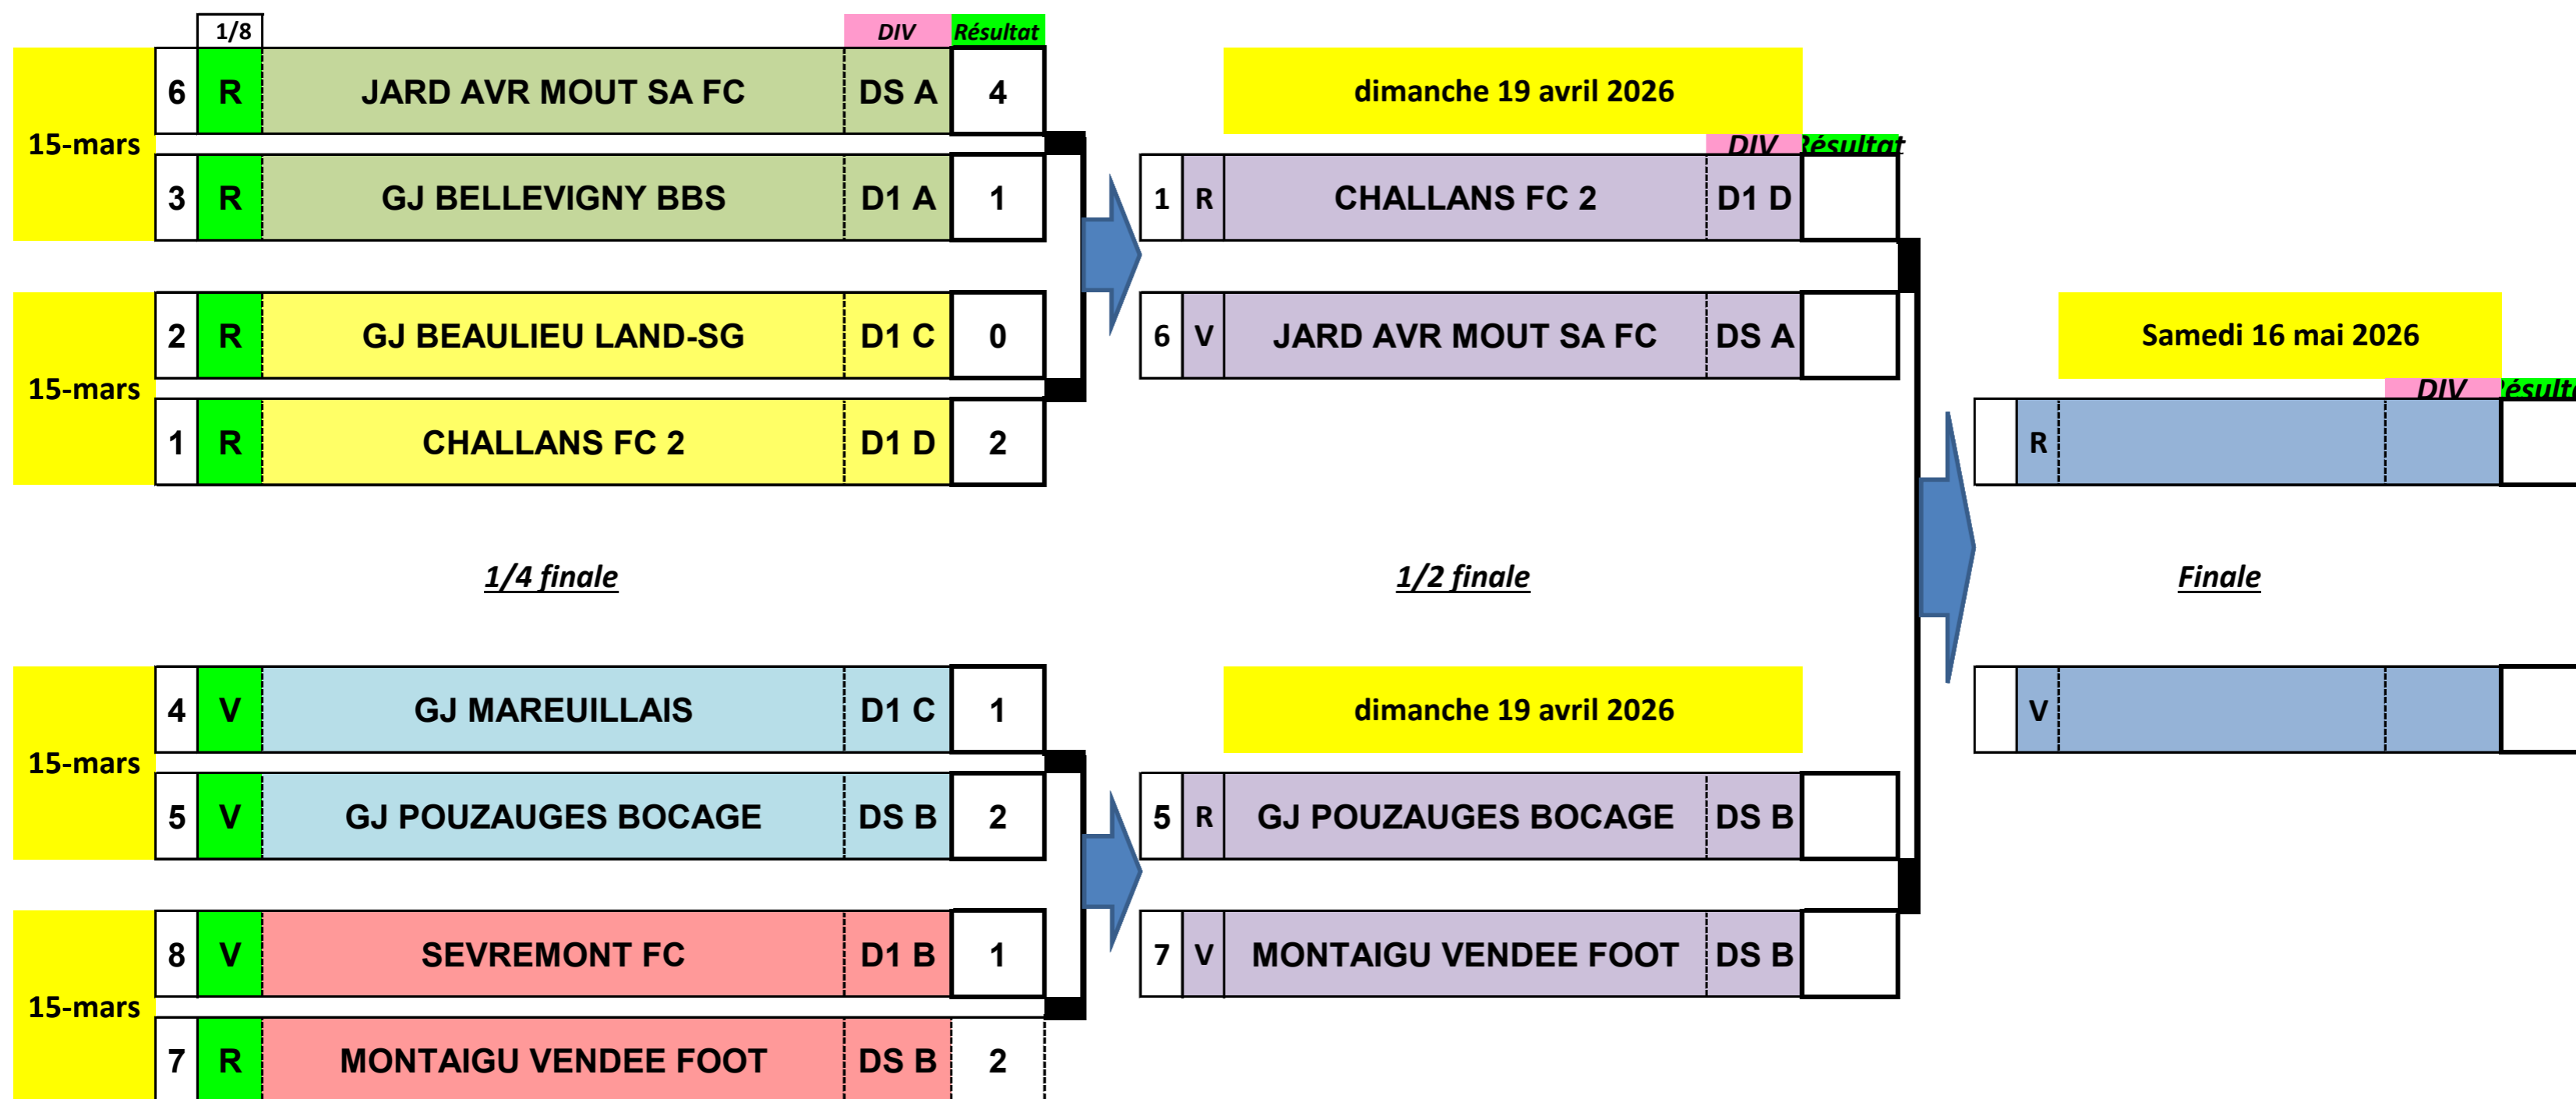 1/8 DIV Résultat
15-mars
6 R JARD AVR MOUT SA FC DS A 4
3 R GJ BELLEVIGNY BBS D1 A 1
15-mars
2 R GJ BEAULIEU LAND-SG D1 C 0
1 R CHALLANS FC 2 D1 D 2
1/4 finale
15-mars
4 V GJ MAREUILLAIS D1 C 1
5 V GJ POUZAUGES BOCAGE DS B 2
15-mars
8 V SEVREMONT FC D1 B 1
7 R MONTAIGU VENDEE FOOT DS B 2
dimanche 19 avril 2026
DIV Résultat
1 R CHALLANS FC 2 D1 D
6 V JARD AVR MOUT SA FC DS A
1/2 finale
dimanche 19 avril 2026
5 R GJ POUZAUGES BOCAGE DS B
7 V MONTAIGU VENDEE FOOT DS B
Samedi 16 mai 2026
DIV Résulta
R
Finale
V